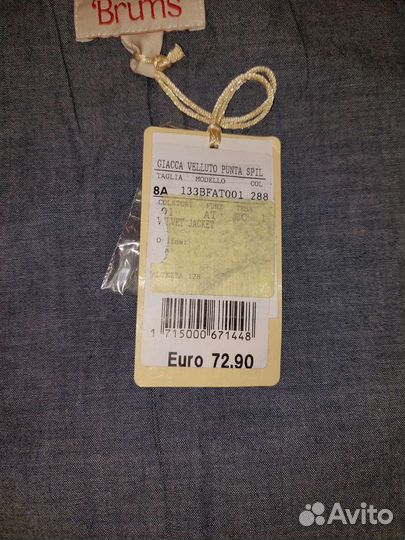 Brums
GIACCA VELLUTO PUNTA SPIL
TAGLIA MODELLO COL
8A 133BFAT001 288
AT
VELVET JACKET
ALTEZZA 128
1 715000 671448
Euro 72.90
Avito